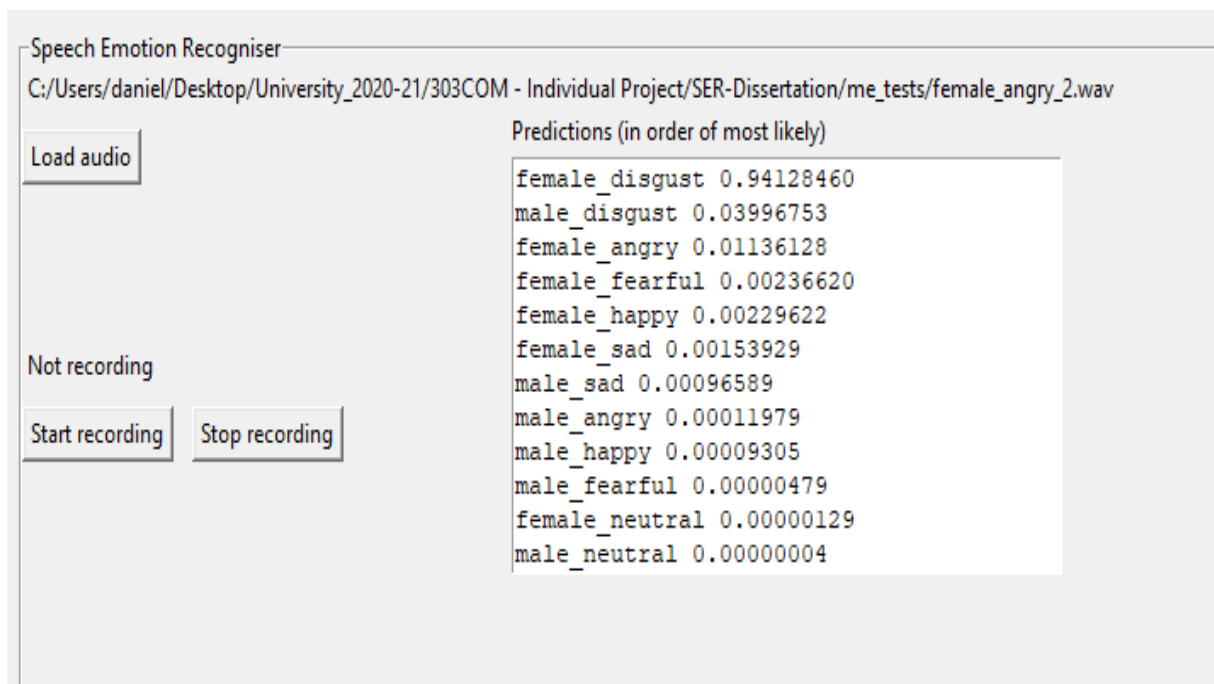 Speech Emotion Recogniser
C:/Users/daniel/Desktop/University_2020-21/303COM - Individual Project/SER-Dissertation/me_tests/female_angry_2.wav
Load audio
Predictions (in order of most likely)
female_disgust 0.94128460
male_disgust 0.03996753
female_angry 0.01136128
female_fearful 0.00236620
female_happy 0.00229622
female_sad 0.00153929
male_sad 0.00096589
male_angry 0.00011979
male_happy 0.00009305
male_fearful 0.00000479
female_neutral 0.00000129
male_neutral 0.00000004
Not recording
Start recording
Stop recording